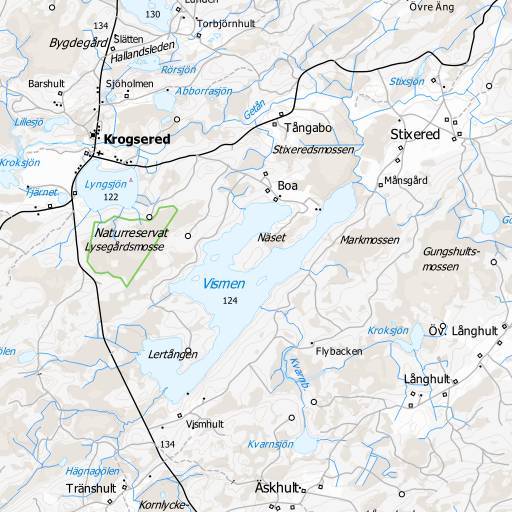 130
Lunden
Övre Äng
134
Torbjörnhult
Slätten
Bygdegård
Hallandsleden
Rörsjön
Barshult
Sjöholmen
Abborrasjön
Stixsjön
Getån
Lillesjö
Tångabo
Stixered
Krogsered
Stixeredsmossen
Kroksjön
Lyngsjön
Boa
Månsgård
Tjärnet
122
Naturreservat
Lysegårdsmosse
Näset
Markmossen
Gungshults-
mossen
Vismen
124
Kroksjön
Öv. Långhult
Lertången
Flybacken
Kvarnb
Långhult
Vismhult
134
Kvarnsjön
Hägnagölen
Tränshult
Äskhult
Kornlycke-